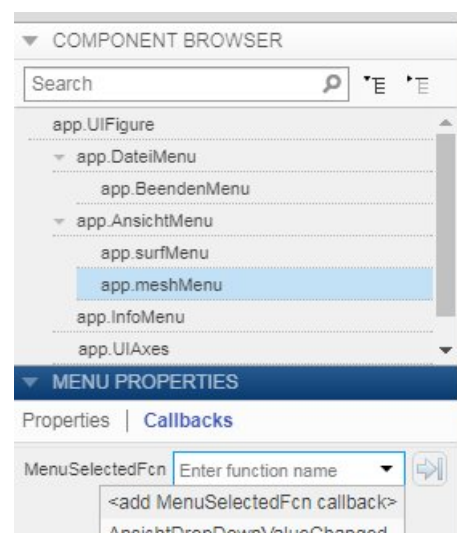 COMPONENT BROWSER
Search
app.UIFigure
app.DateiMenu
app.BeendenMenu
app.AnsichtMenu
app.surfMenu
app.meshMenu
app.InfoMenu
app.UIAxes
MENU PROPERTIES
Properties | Callbacks
MenuSelectedFcn Enter function name
<add MenuSelectedFcn callback>
AnsichtDropDownValueChanged